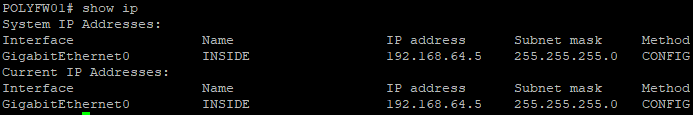 POLYFW01# show ip
System IP Addresses:
Interface Name IP address Subnet mask Method
GigabitEthernet0 INSIDE 192.168.64.5 255.255.255.0 CONFIG
Current IP Addresses:
Interface Name IP address Subnet mask Method
GigabitEthernet0 INSIDE 192.168.64.5 255.255.255.0 CONFIG